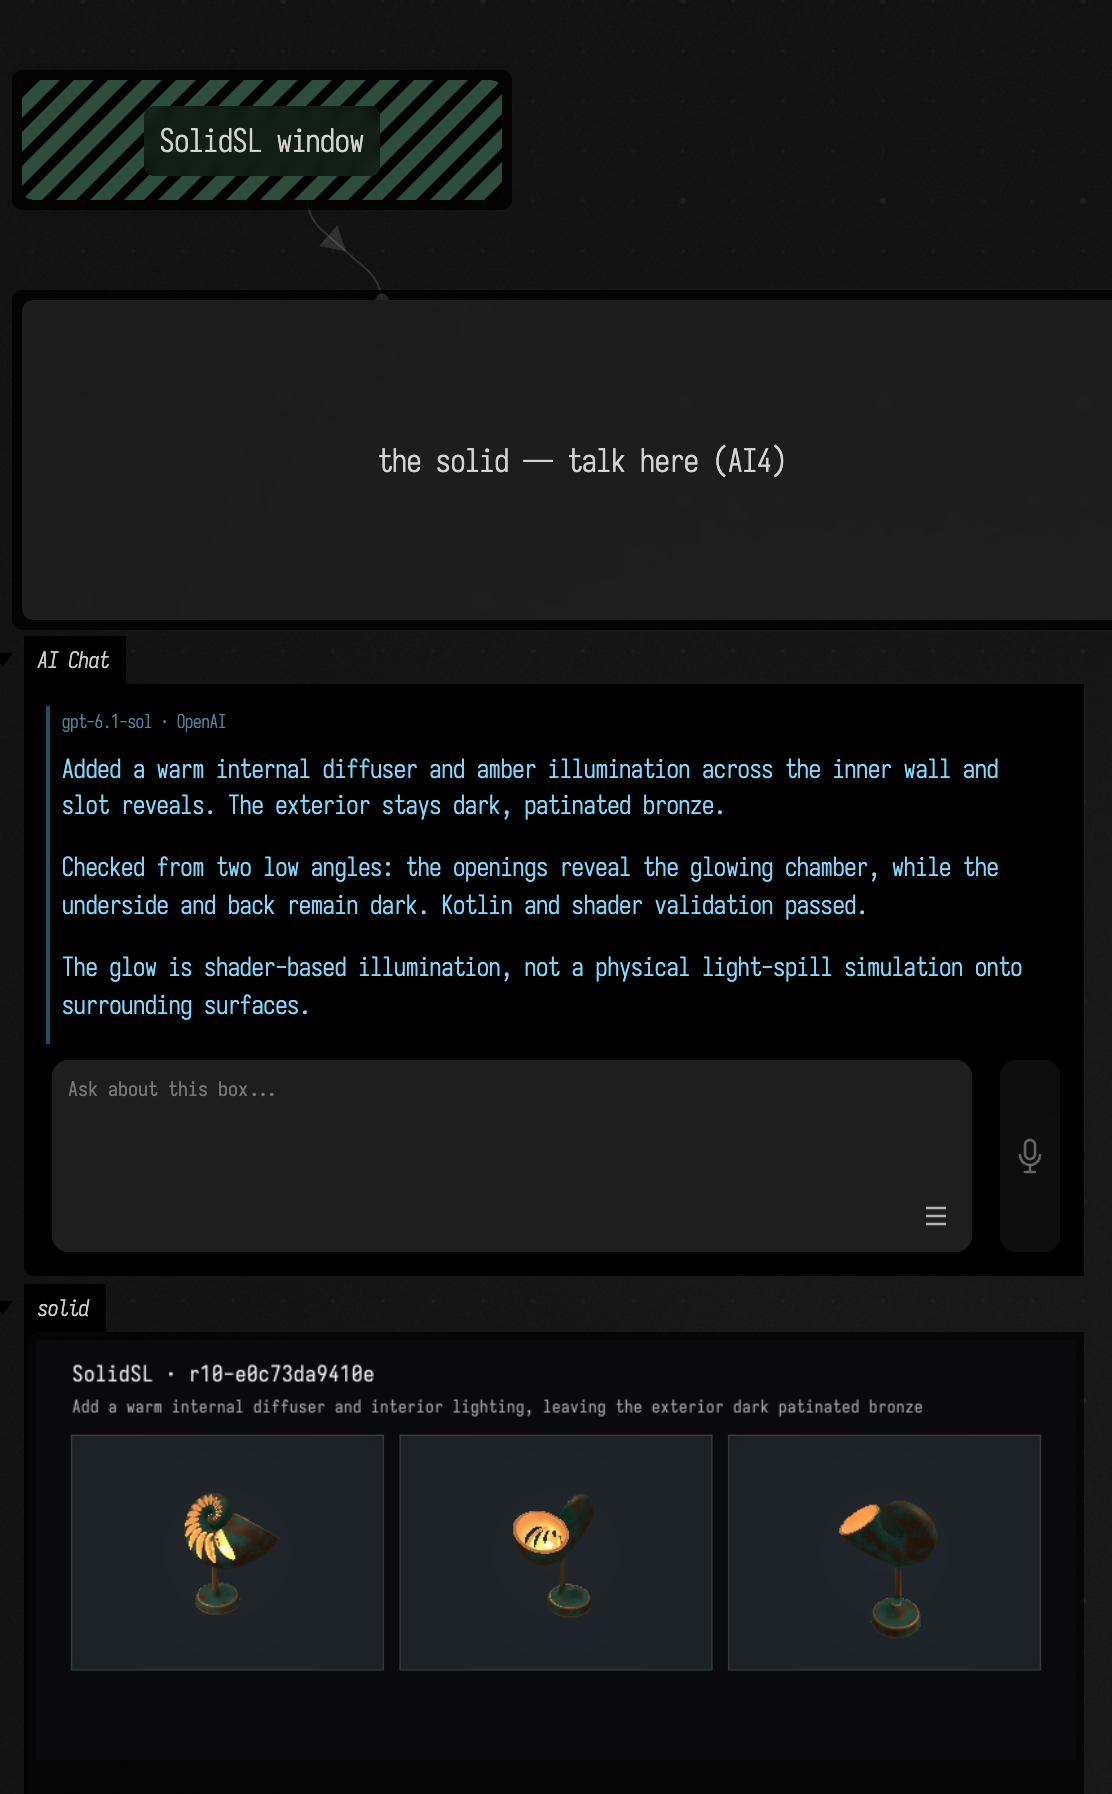 SolidSL window
the solid — talk here (AI4)
AI Chat
gpt-6.1-sol · OpenAI
Added a warm internal diffuser and amber illumination across the inner wall and
slot reveals. The exterior stays dark, patinated bronze.
Checked from two low angles: the openings reveal the glowing chamber, while the
underside and back remain dark. Kotlin and shader validation passed.
The glow is shader-based illumination, not a physical light-spill simulation onto
surrounding surfaces.
Ask about this box...
solid
SolidSL · r10-e0c73da9410e
Add a warm internal diffuser and interior lighting, leaving the exterior dark patinated bronze